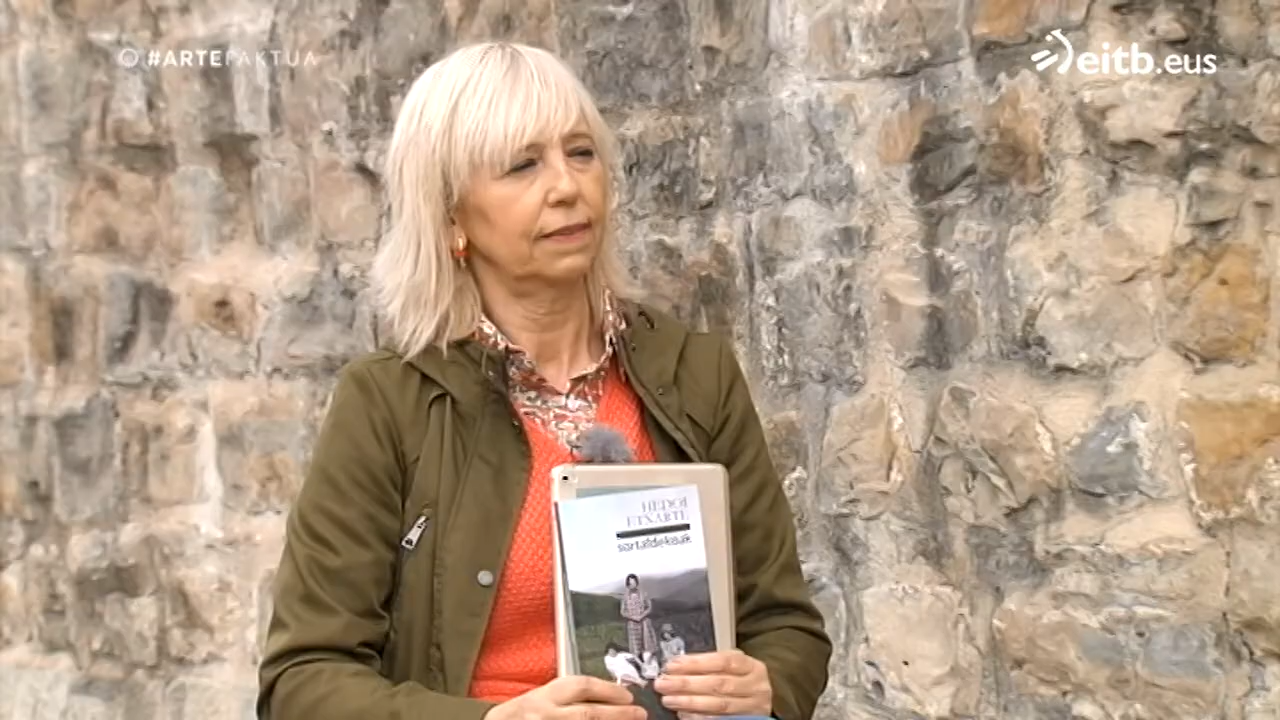 #ARTEFAKTUA
eitb.eus
HEDOI
ETXARTE
sortaldekoak